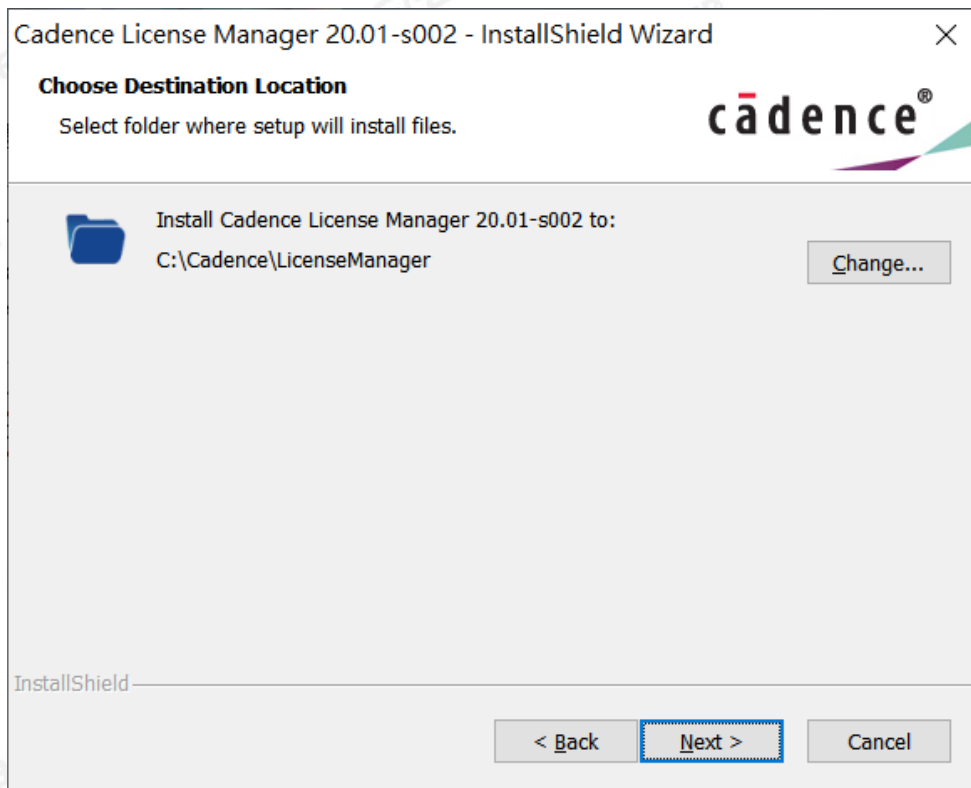 Cadence License Manager 20.01-s002 - InstallShield Wizard
Choose Destination Location
Select folder where setup will install files.
cādence®
Install Cadence License Manager 20.01-s002 to:
C:\Cadence\LicenseManager
Change...
InstallShield
< Back
Next >
Cancel